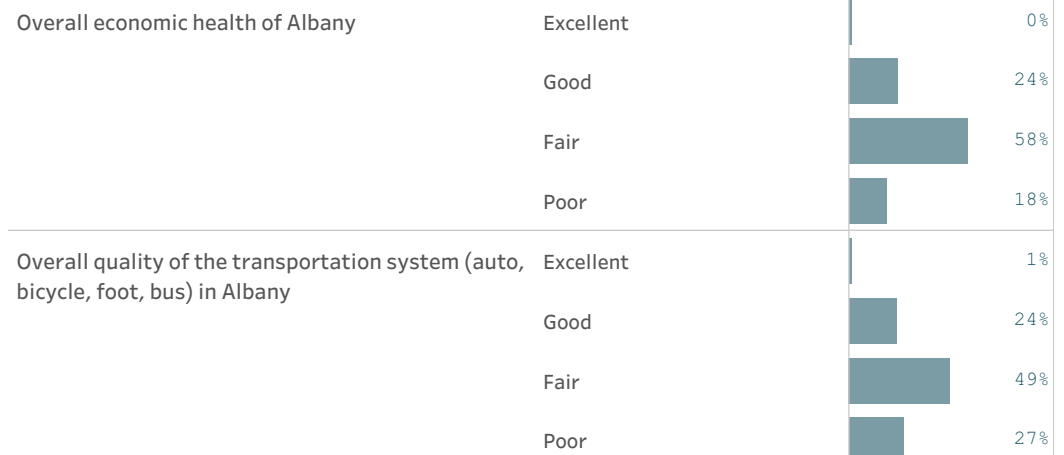 Overall economic health of Albany Excellent 0%
Good 24%
Fair 58%
Poor 18%
Overall quality of the transportation system (auto, Excellent 1%
bicycle, foot, bus) in Albany
Good 24%
Fair 49%
Poor 27%